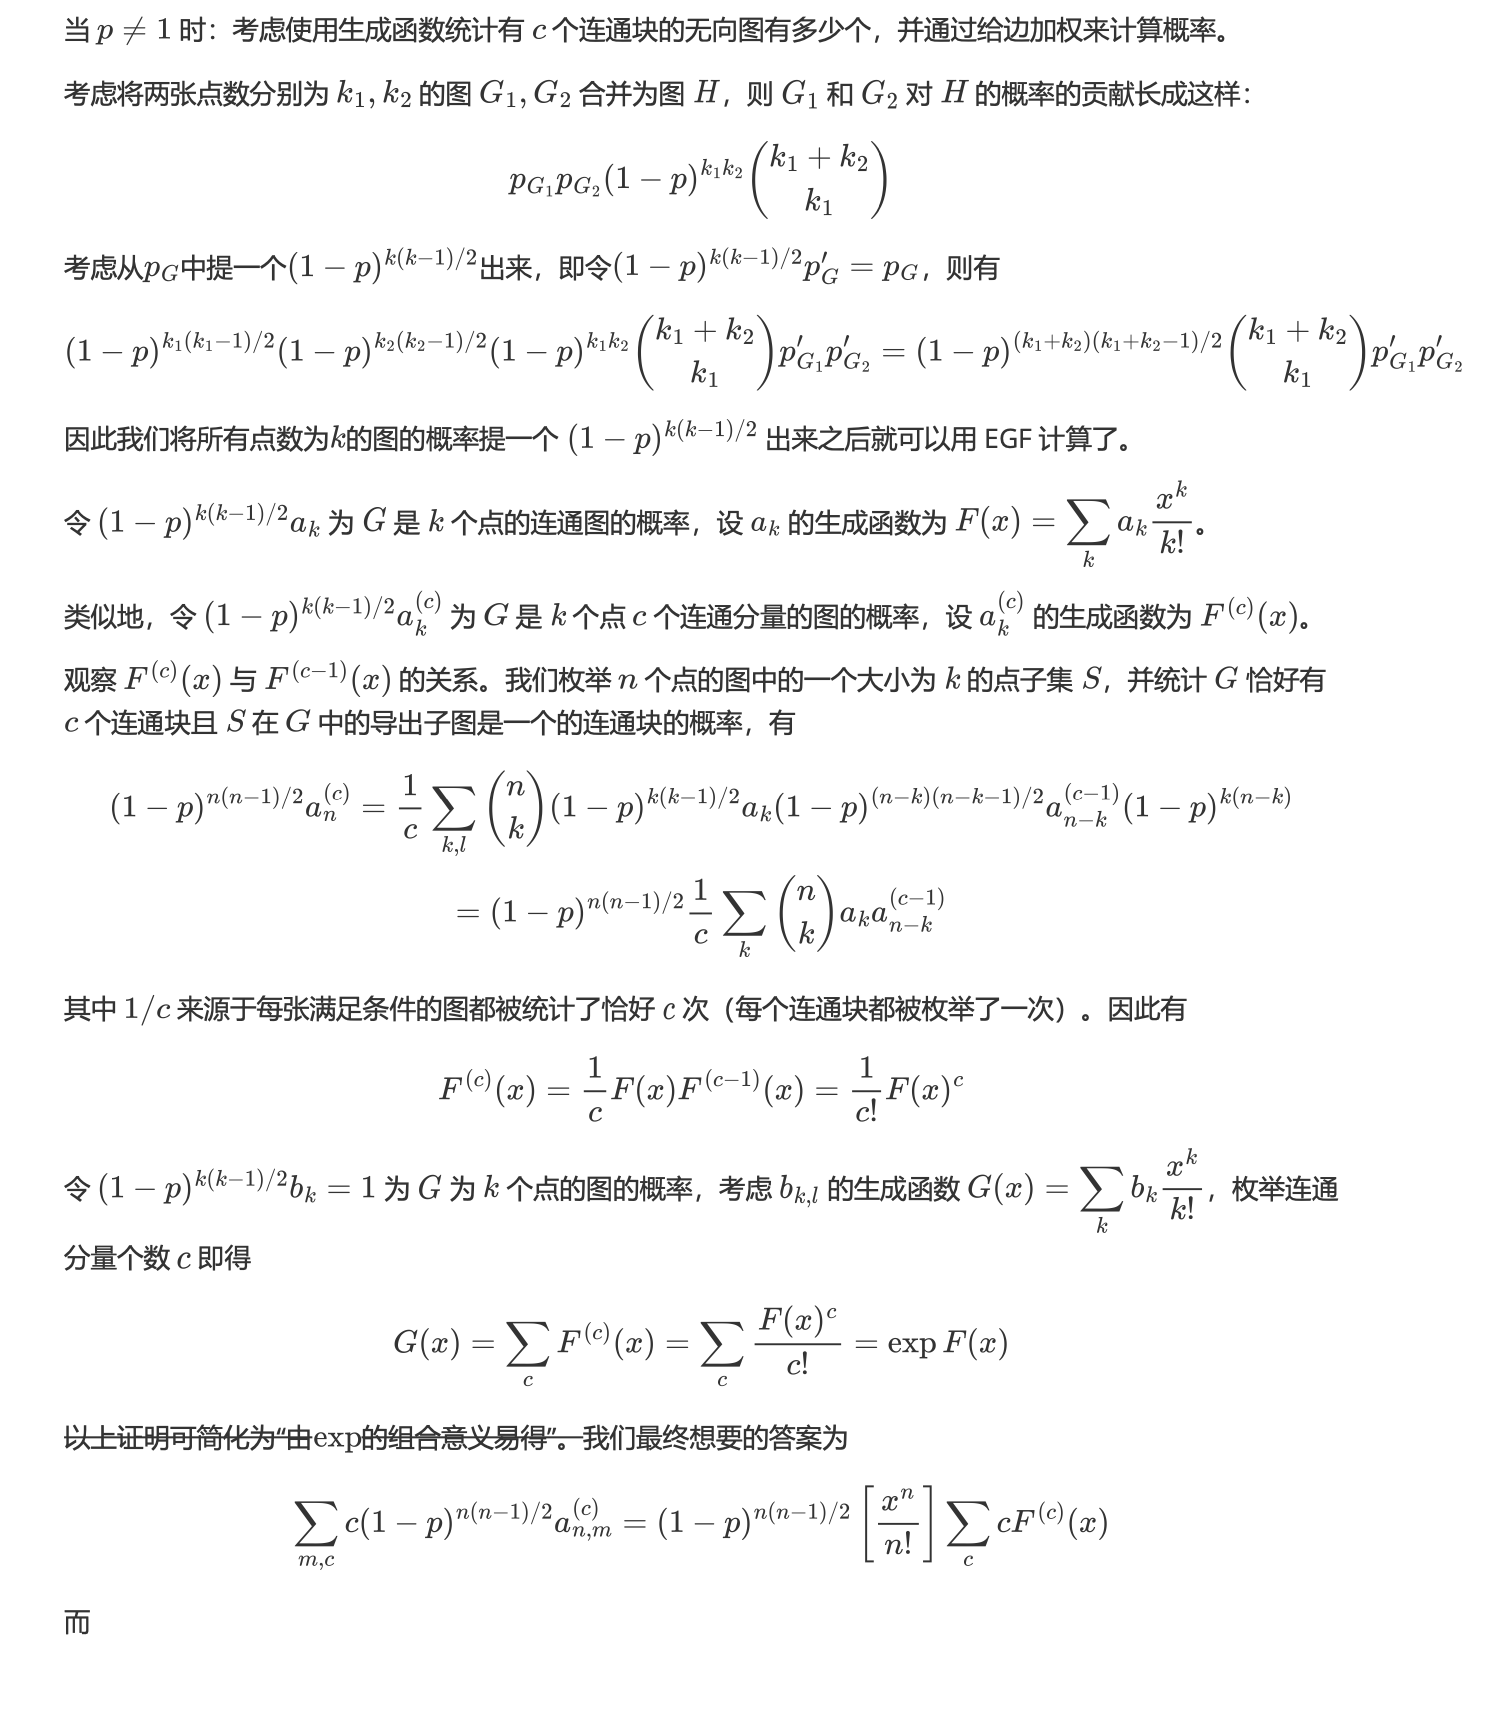 当 $p \neq 1$ 时：考虑使用生成函数统计有 $c$ 个连通块的无向图有多少个，并通过给边加权来计算概率。
考虑将两张点数分别为 $k_1, k_2$ 的图 $G_1, G_2$ 合并为图 $H$，则 $G_1$ 和 $G_2$ 对 $H$ 的概率的贡献长成这样：
$p_{G_1}p_{G_2}(1-p)^{k_1k_2}\binom{k_1+k_2}{k_1}$
考虑从$p_G$中提一个$(1-p)^{k(k-1)/2}$出来，即令$(1-p)^{k(k-1)/2}p'_G = p_G$，则有
$(1-p)^{k_1(k_1-1)/2}(1-p)^{k_2(k_2-1)/2}(1-p)^{k_1k_2}\binom{k_1+k_2}{k_1}p'_{G_1}p'_{G_2} = (1-p)^{(k_1+k_2)(k_1+k_2-1)/2}\binom{k_1+k_2}{k_1}p'_{G_1}p'_{G_2}$
因此我们将所有点数为$k$的图的概率提一个 $(1-p)^{k(k-1)/2}$ 出来之后就可以用 EGF 计算了。
令 $(1-p)^{k(k-1)/2}a_k$ 为 $G$ 是 $k$ 个点的连通图的概率，设 $a_k$ 的生成函数为 $F(x) = \sum_k a_k \frac{x^k}{k!}$。
类似地，令 $(1-p)^{k(k-1)/2}a_k^{(c)}$ 为 $G$ 是 $k$ 个点 $c$ 个连通分量的图的概率，设 $a_k^{(c)}$ 的生成函数为 $F^{(c)}(x)$。
观察 $F^{(c)}(x)$ 与 $F^{(c-1)}(x)$ 的关系。我们枚举 $n$ 个点的图中的一个大小为 $k$ 的点子集 $S$，并统计 $G$ 恰好有
$c$ 个连通块且 $S$ 在 $G$ 中的导出子图是一个的连通块的概率，有
$(1-p)^{n(n-1)/2}a_n^{(c)} = \frac{1}{c}\sum_{k,l}\binom{n}{k}(1-p)^{k(k-1)/2}a_k(1-p)^{(n-k)(n-k-1)/2}a_{n-k}^{(c-1)}(1-p)^{k(n-k)}$
$= (1-p)^{n(n-1)/2}\frac{1}{c}\sum_k\binom{n}{k}a_k a_{n-k}^{(c-1)}$
其中 $1/c$ 来源于每张满足条件的图都被统计了恰好 $c$ 次（每个连通块都被枚举了一次）。因此有
$F^{(c)}(x) = \frac{1}{c}F(x)F^{(c-1)}(x) = \frac{1}{c!}F(x)^c$
令 $(1-p)^{k(k-1)/2}b_k = 1$ 为 $G$ 为 $k$ 个点的图的概率，考虑 $b_{k,l}$ 的生成函数 $G(x) = \sum_k b_k \frac{x^k}{k!}$，枚举连通
分量个数 $c$ 即得
$G(x) = \sum_c F^{(c)}(x) = \sum_c \frac{F(x)^c}{c!} = \exp F(x)$
以上证明可简化为“由$\exp$的组合意义易得”。我们最终想要的答案为
$\sum_{m,c} c(1-p)^{n(n-1)/2}a_{n,m}^{(c)} = (1-p)^{n(n-1)/2}\left[\frac{x^n}{n!}\right]\sum_c cF^{(c)}(x)$
而